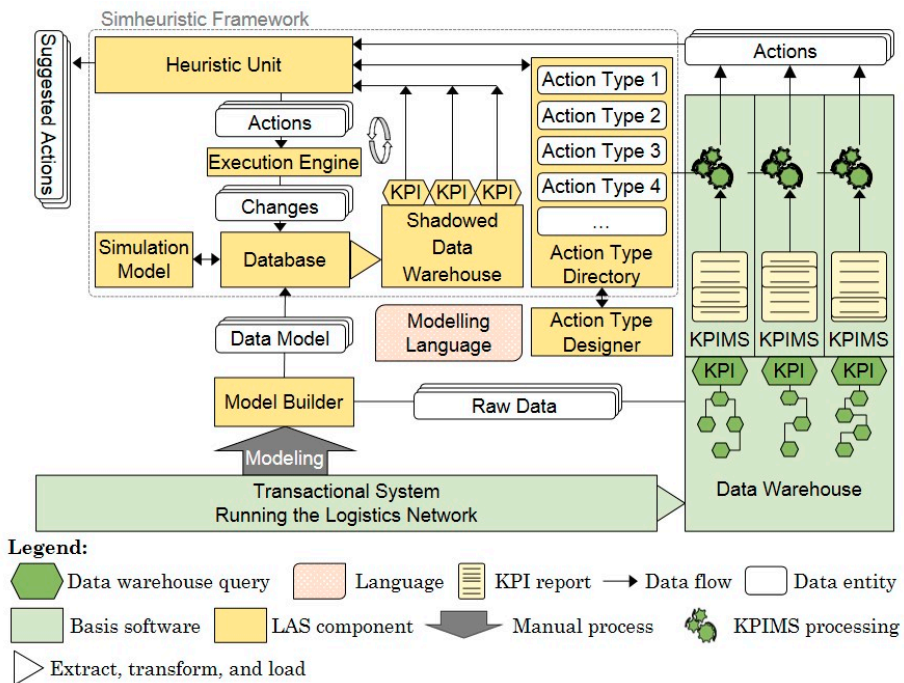 Simheuristic Framework
Suggested Actions
Heuristic Unit
Actions
Execution Engine
Changes
Simulation
Model
Database
KPI
KPI
KPI
Shadowed
Data
Warehouse
Action Type 1
Action Type 2
Action Type 3
Action Type 4
...
Action Type
Directory
Action Type
Designer
Modelling
Language
Data Model
Model Builder
Raw Data
Modeling
Transactional System
Running the Logistics Network
Actions
KPIMS
KPIMS
KPIMS
KPI
KPI
KPI
Data Warehouse
Legend:
Data warehouse query
Language
KPI report
Data flow
Data entity
Basis software
LAS component
Manual process
KPIMS processing
Extract, transform, and load